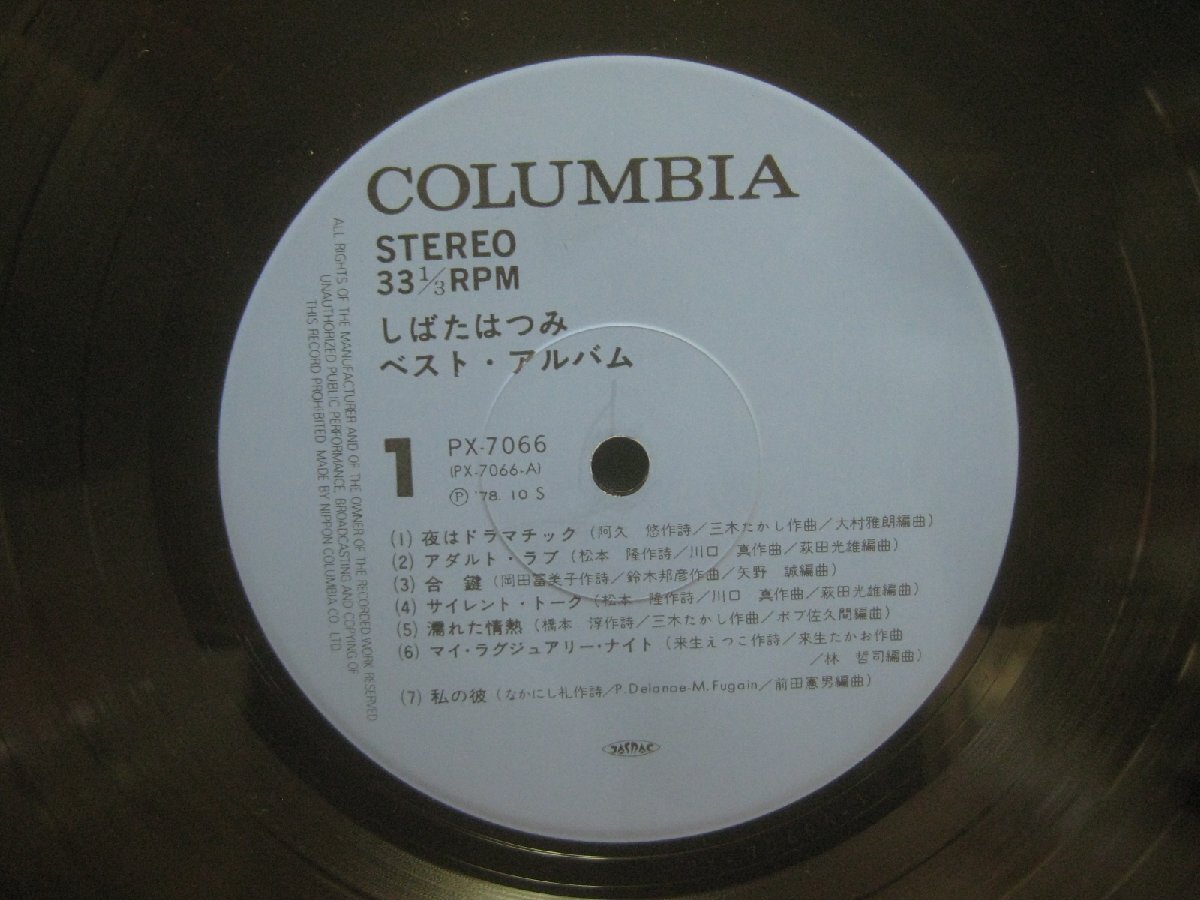 COLUMBIA
STEREO
33 1/3 RPM
しばたはつみ
ベスト・アルバム
1
PX-7066
(PX-7066-A)
Ⓟ '78. 10 S
(1) 夜はドラマチック (阿久 悠作詩/三木たかし作曲/大村雅朗編曲)
(2) アダルト・ラブ (松本 隆作詩/川口 真作曲/萩田光雄編曲)
(3) 合鍵 (岡田冨美子作詩/鈴木邦彦作曲/矢野 誠編曲)
(4) サイレント・トーク (松本 隆作詩/川口 真作曲/萩田光雄編曲)
(5) 濡れた情熱 (橋本 淳作詩/三木たかし作曲/ボブ佐久間編曲)
(6) マイ・ラグジュアリー・ナイト (来生えつこ作詩/来生たかお作曲
/林 哲司編曲)
(7) 私の彼 (なかにし礼作詩/P.Delanoe-M.Fugain/前田憲男編曲)
JASRAC
ALL RIGHTS OF THE MANUFACTURER AND OF THE OWNER OF THE RECORDED WORK RESERVED
UNAUTHORIZED PUBLIC PERFORMANCE BROADCASTING AND COPYING OF
THIS RECORD PROHIBITED MADE BY NIPPON COLUMBIA CO. LTD.